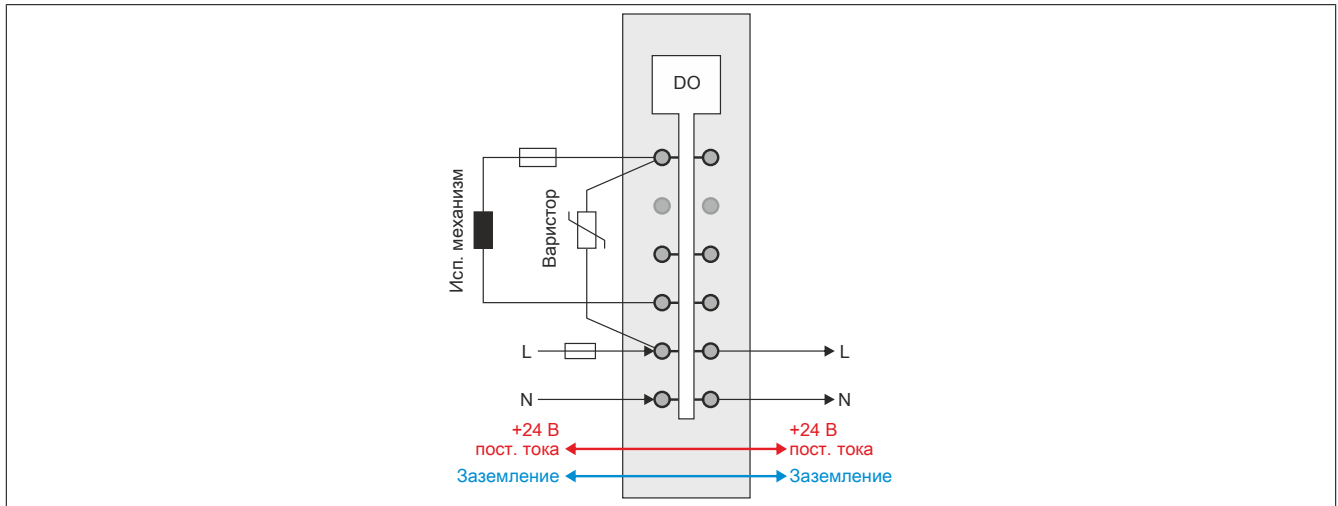 DO
Исп. механизм
Варистор
L
L
N
N
+24 В
пост. тока
+24 В
пост. тока
Заземление
Заземление